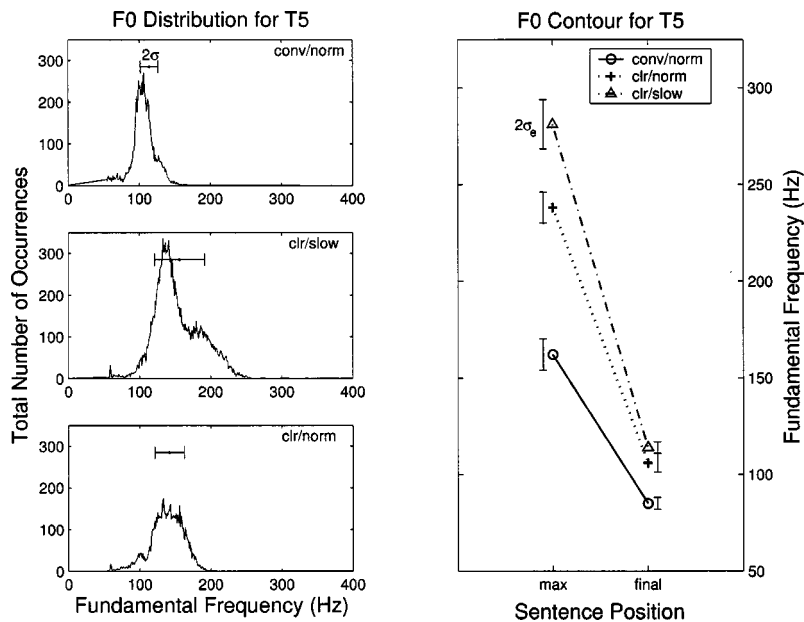 F0 Distribution for T5
Total Number of Occurrences
300
200
100
0
2σ
conv/norm
0 100 200 300 400
300
200
100
0
clr/slow
0 100 200 300 400
300
200
100
0
clr/norm
0 100 200 300 400
Fundamental Frequency (Hz)
F0 Contour for T5
conv/norm
clr/norm
clr/slow
2σe
300
250
200
150
100
50
Fundamental Frequency (Hz)
max final
Sentence Position